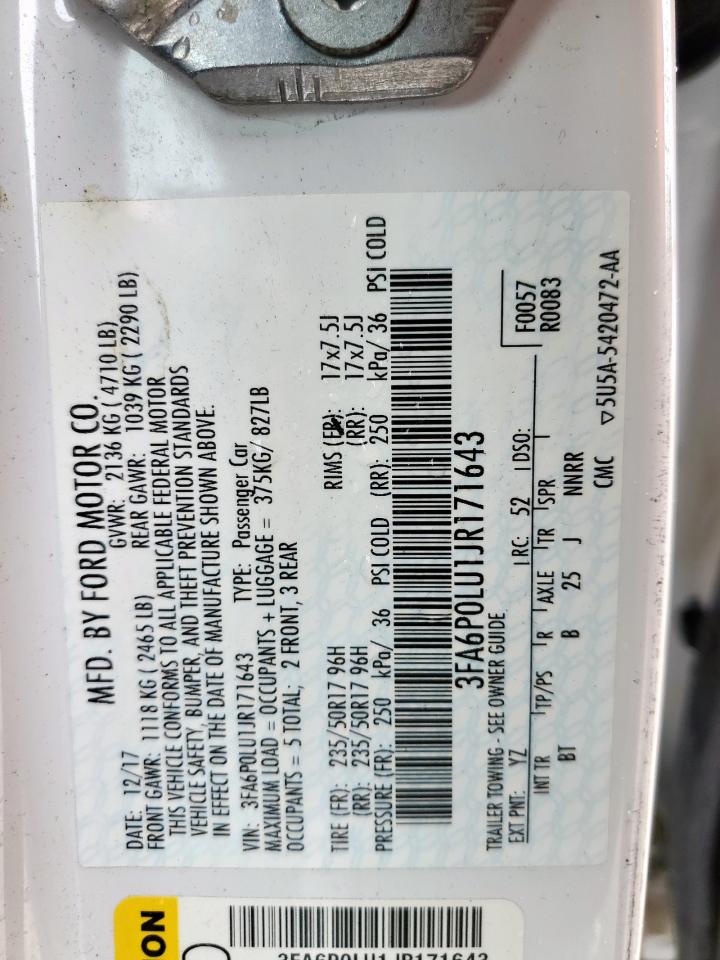 MFD. BY FORD MOTOR CO.
DATE: 12/17 GVWR: 2136 KG ( 4710 LB)
FRONT GAWR: 1118 KG ( 2465 LB) REAR GAWR: 1039 KG ( 2290 LB)
THIS VEHICLE CONFORMS TO ALL APPLICABLE FEDERAL MOTOR
VEHICLE SAFETY, BUMPER, AND THEFT PREVENTION STANDARDS
IN EFFECT ON THE DATE OF MANUFACTURE SHOWN ABOVE.
VIN: 3FA6P0LU1JR171643 TYPE: Passenger Car
MAXIMUM LOAD = OCCUPANTS + LUGGAGE = 375KG/ 827LB
OCCUPANTS = 5 TOTAL; 2 FRONT, 3 REAR
TIRE (FR): 235/50R17 96H RIMS (FR): 17x7.5J
(RR): 235/50R17 96H (RR): 17x7.5J
PRESSURE (FR): 250 kPa/ 36 PSI COLD (RR): 250 kPa/ 36 PSI COLD
3FA6P0LU1JR171643
TRAILER TOWING - SEE OWNER GUIDE F0057
EXT PNT: YZ RC: 52 DSO: R0083
INT TR TP/PS R AXLE TR SPR
BT B 25 J NNRR
CMC ▽5U5A-5420472-AA
ION
3FA6P0LU1JR171643